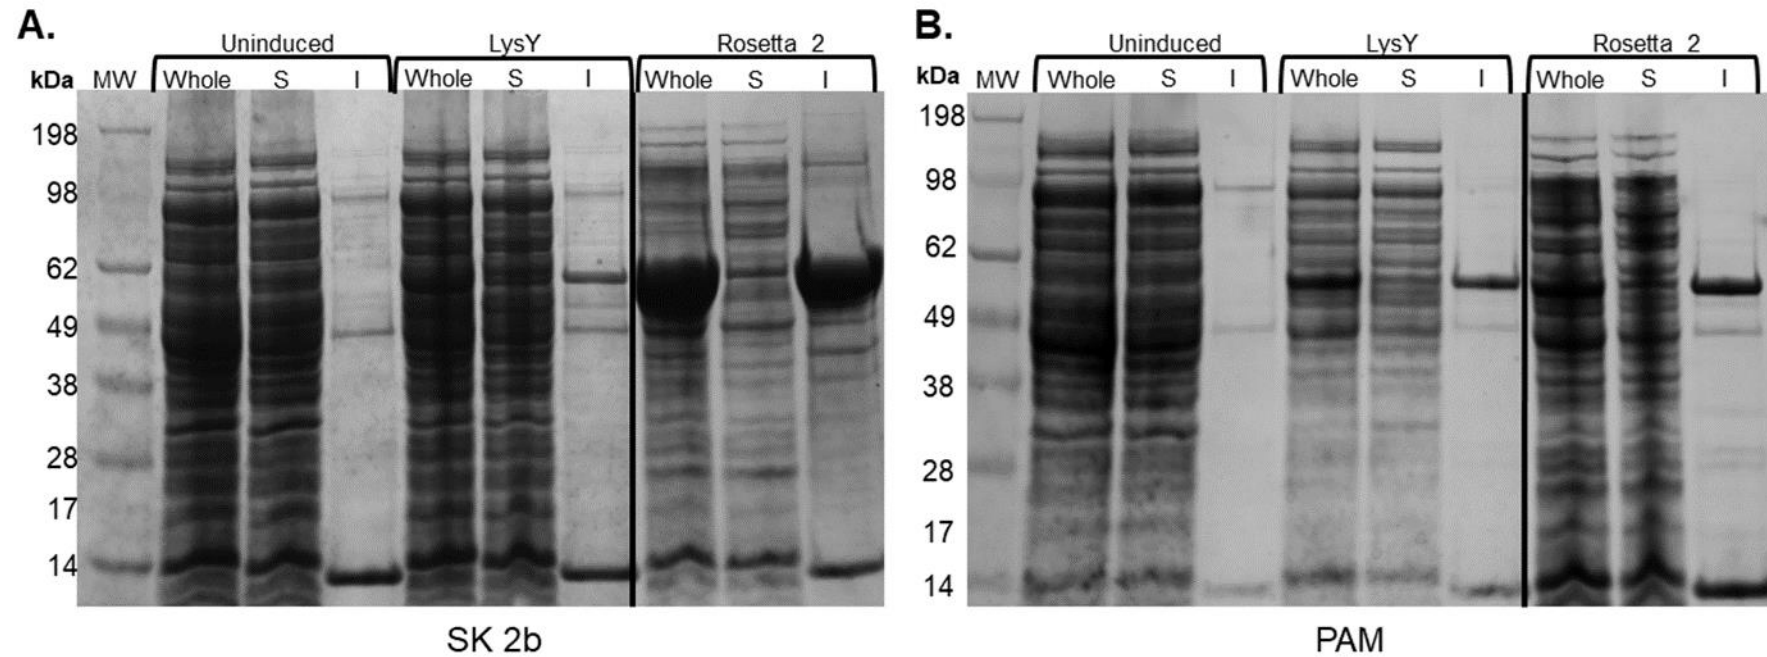 A.
Uninduced LysY Rosetta 2
kDa MW Whole S I Whole S I Whole S I
198
98
62
49
38
28
17
14
SK 2b
B.
Uninduced LysY Rosetta 2
kDa MW Whole S I Whole S I Whole S I
198
98
62
49
38
28
17
14
PAM